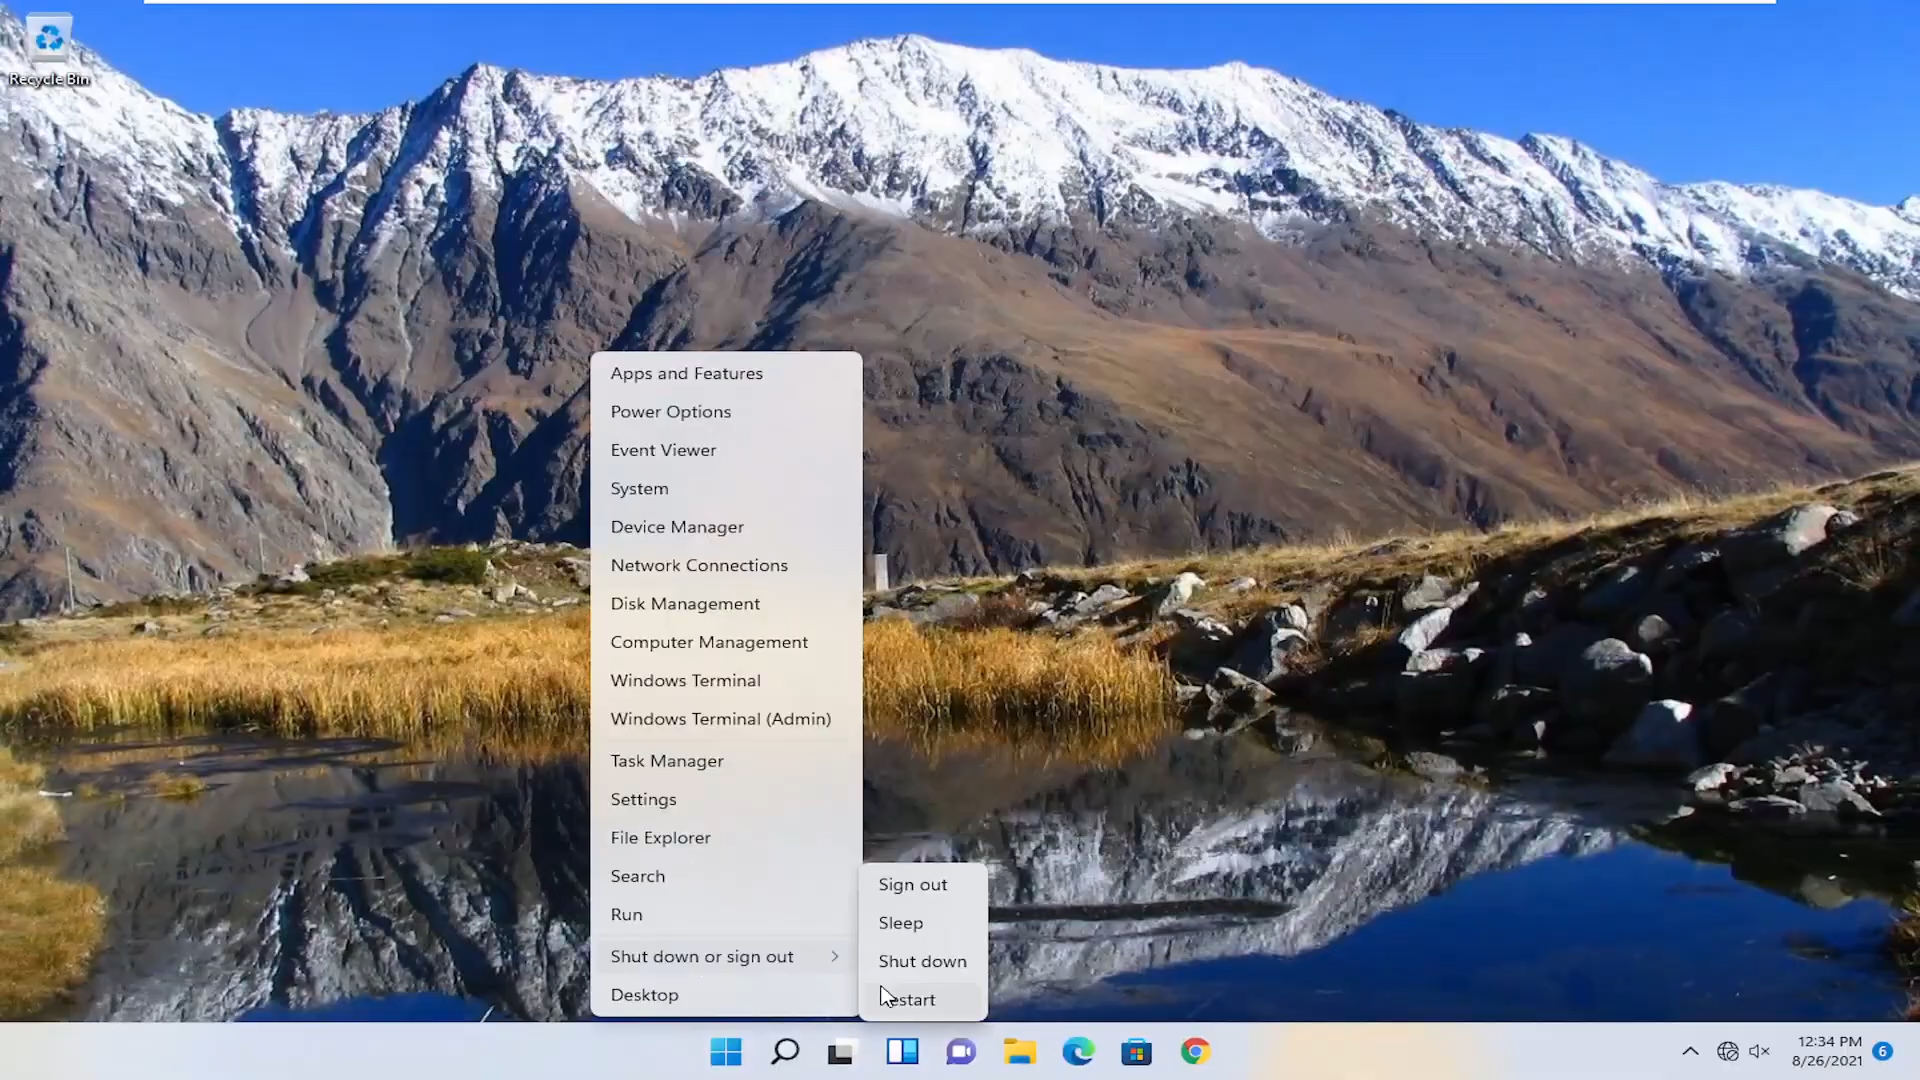 Recycle Bin
Apps and Features
Power Options
Event Viewer
System
Device Manager
Network Connections
Disk Management
Computer Management
Windows Terminal
Windows Terminal (Admin)
Task Manager
Settings
File Explorer
Search
Run
Shut down or sign out
Desktop
Sign out
Sleep
Shut down
Restart
12:34 PM
8/26/2021
6